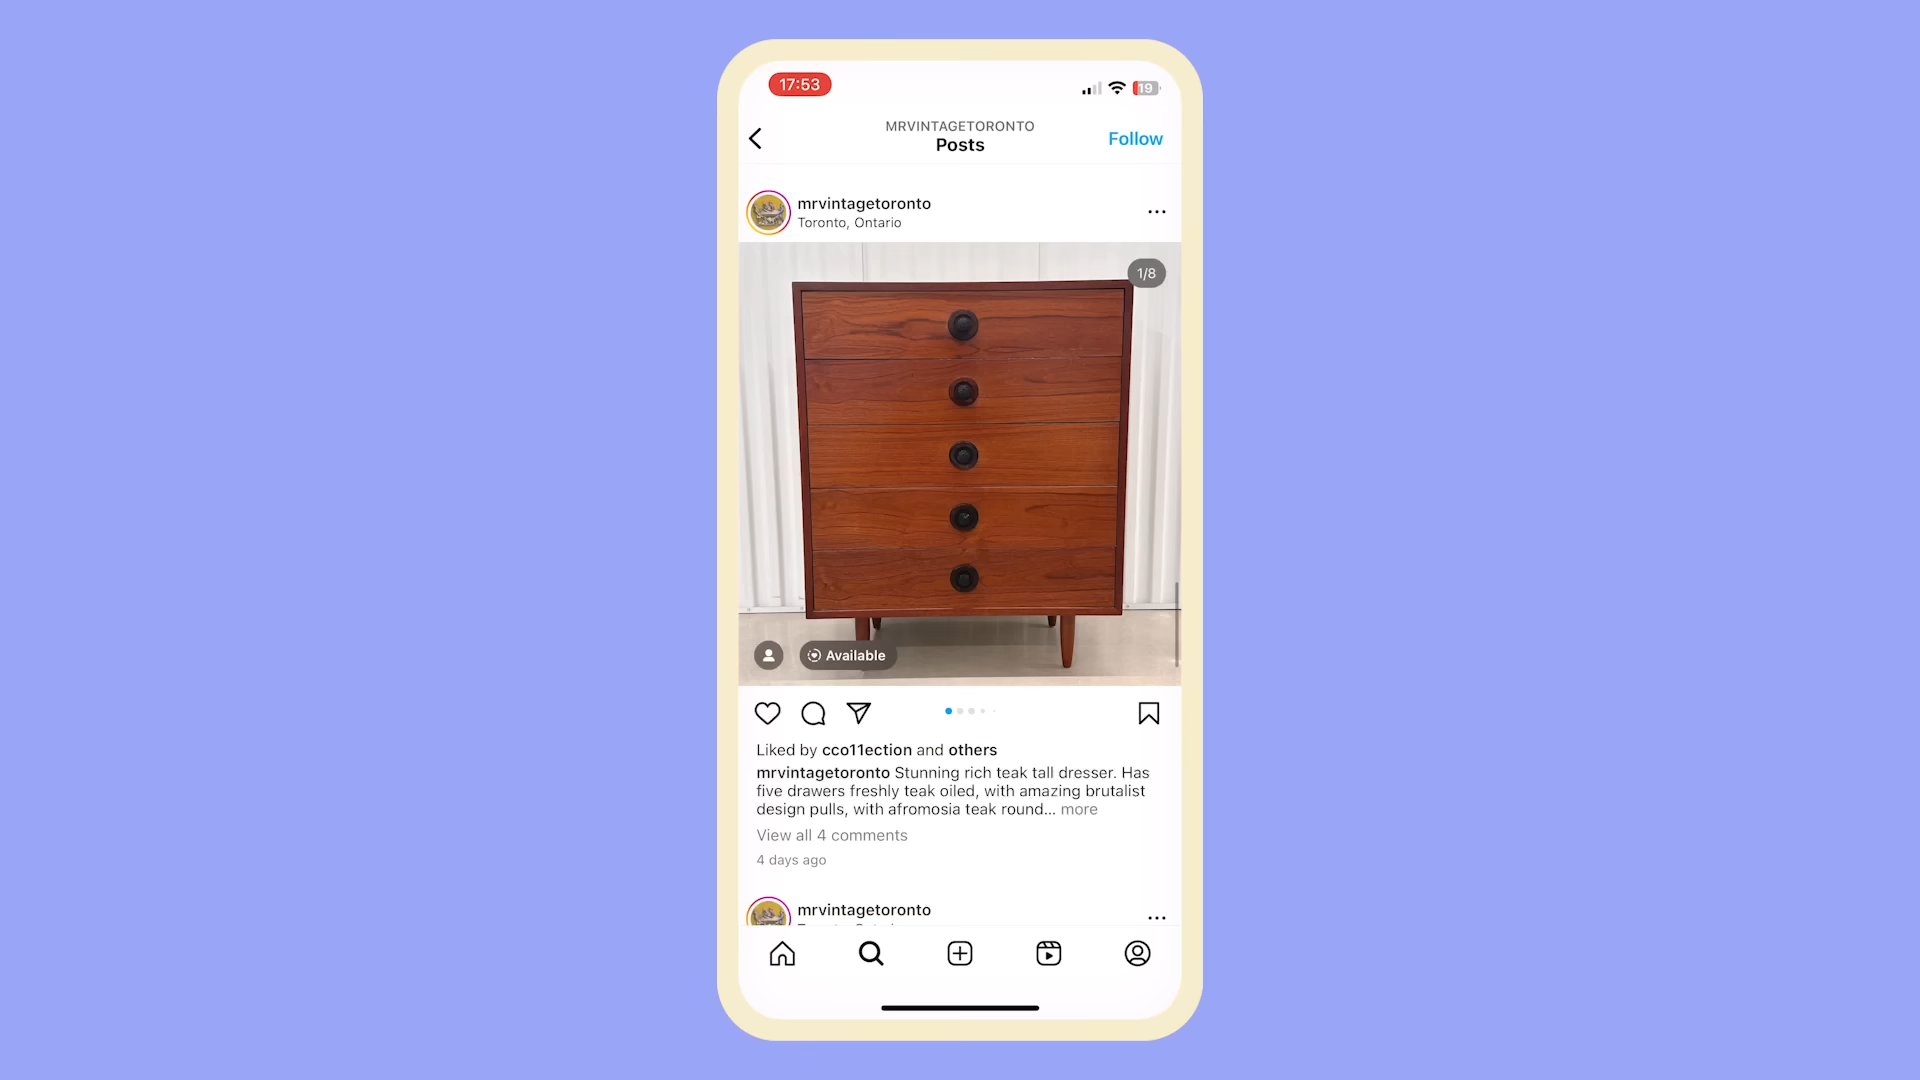 17:53
19
MRVINTAGETORONTO
Posts
Follow
mrvintagetoronto
Toronto, Ontario
1/8
Available
Liked by cco11ection and others
mrvintagetoronto Stunning rich teak tall dresser. Has
five drawers freshly teak oiled, with amazing brutalist
design pulls, with afromosia teak round... more
View all 4 comments
4 days ago
mrvintagetoronto